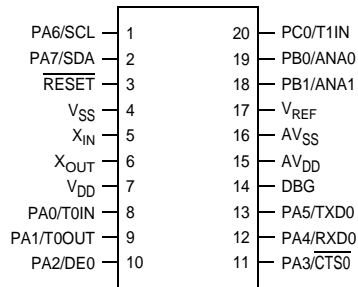 PA6/SCL 1 20 PC0/T1IN
PA7/SDA 2 19 PB0/ANA0
RESET 3 18 PB1/ANA1
VSS 4 17 VREF
XIN 5 16 AVSS
XOUT 6 15 AVDD
VDD 7 14 DBG
PA0/T0IN 8 13 PA5/TXD0
PA1/T0OUT 9 12 PA4/RXD0
PA2/DE0 10 11 PA3/CTS0